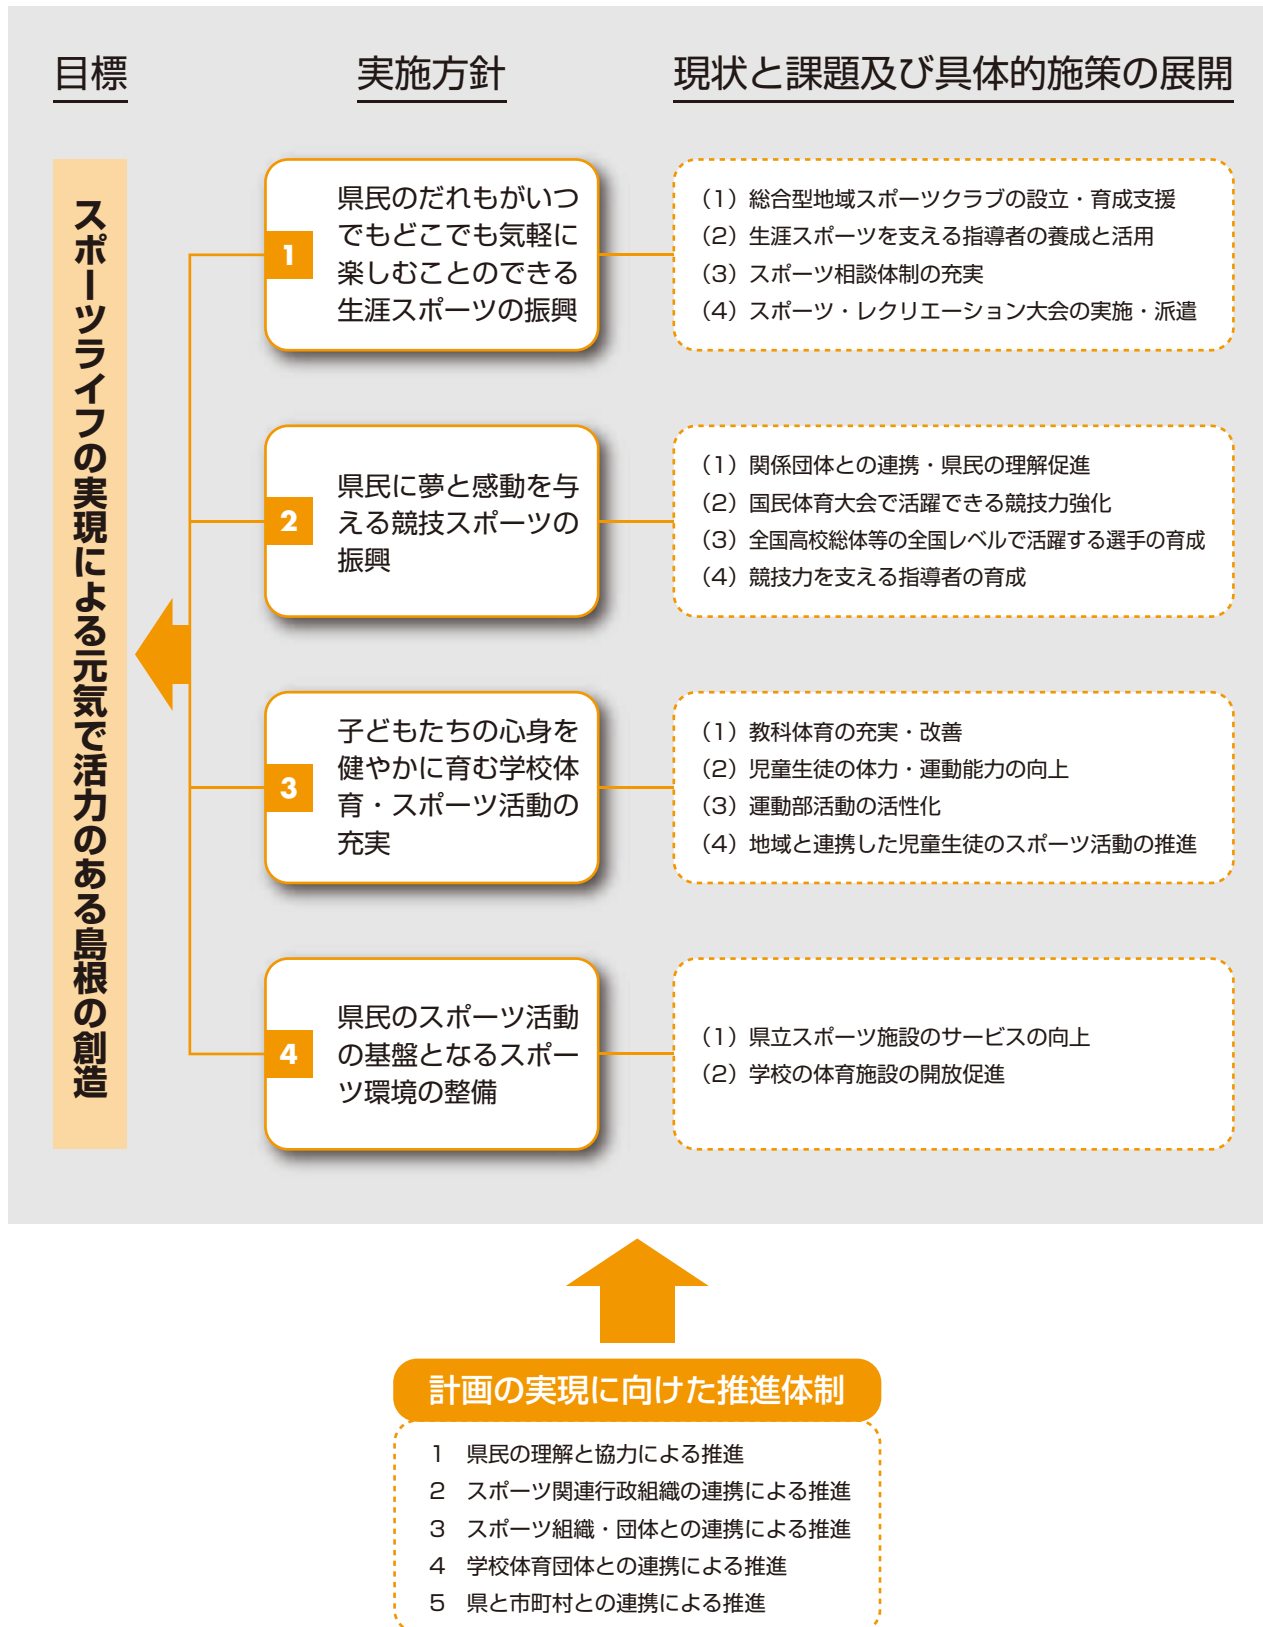 目標
実施方針
現状と課題及び具体的施策の展開
スポーツライフの実現による元気で活力のある島根の創造
1
県民のだれもがいつ
でもどこでも気軽に
楽しむことのできる
生涯スポーツの振興
（1）総合型地域スポーツクラブの設立・育成支援
（2）生涯スポーツを支える指導者の養成と活用
（3）スポーツ相談体制の充実
（4）スポーツ・レクリエーション大会の実施・派遣
2
県民に夢と感動を与
える競技スポーツの
振興
（1）関係団体との連携・県民の理解促進
（2）国民体育大会で活躍できる競技力強化
（3）全国高校総体等の全国レベルで活躍する選手の育成
（4）競技力を支える指導者の育成
3
子どもたちの心身を
健やかに育む学校体
育・スポーツ活動の
充実
（1）教科体育の充実・改善
（2）児童生徒の体力・運動能力の向上
（3）運動部活動の活性化
（4）地域と連携した児童生徒のスポーツ活動の推進
4
県民のスポーツ活動
の基盤となるスポー
ツ環境の整備
（1）県立スポーツ施設のサービスの向上
（2）学校の体育施設の開放促進
計画の実現に向けた推進体制
1　県民の理解と協力による推進
2　スポーツ関連行政組織の連携による推進
3　スポーツ組織・団体との連携による推進
4　学校体育団体との連携による推進
5　県と市町村との連携による推進